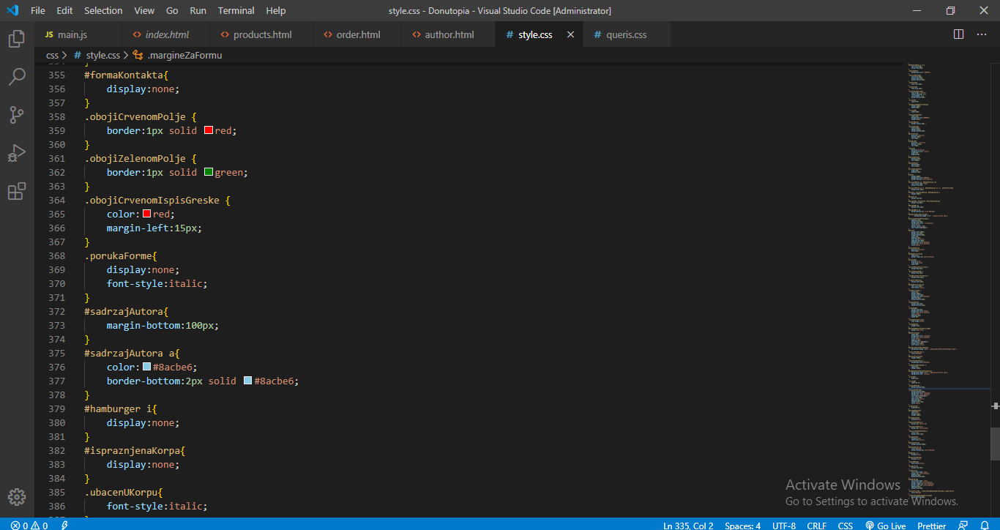 File Edit Selection View Go Run Terminal Help style.css - Donutopia - Visual Studio Code [Administrator]
JS main.js <> index.html <> products.html <> order.html <> author.html # style.css # queris.css
css > # style.css > .margineZaFormu
354 }
355 #formaKontakta{
356 display:none;
357 }
358 .obojiCrvenomPolje {
359 border:1px solid red;
360 }
361 .obojiZelenomPolje {
362 border:1px solid green;
363 }
364 .obojiCrvenomIspisGreske {
365 color:red;
366 margin-left:15px;
367 }
368 .porukaForme{
369 display:none;
370 font-style:italic;
371 }
372 #sadrzajAutora{
373 margin-bottom:100px;
374 }
375 #sadrzajAutora a{
376 color:#8acbe6;
377 border-bottom:2px solid #8acbe6;
378 }
379 #hamburger i{
380 display:none;
381 }
382 #ispraznjenaKorpa{
383 display:none;
384 }
385 .ubacenUKorpu{
386 font-style:italic;
Activate Windows
Go to Settings to activate Windows.
0 0 Ln 335, Col 2 Spaces: 4 UTF-8 CRLF CSS Go Live Prettier